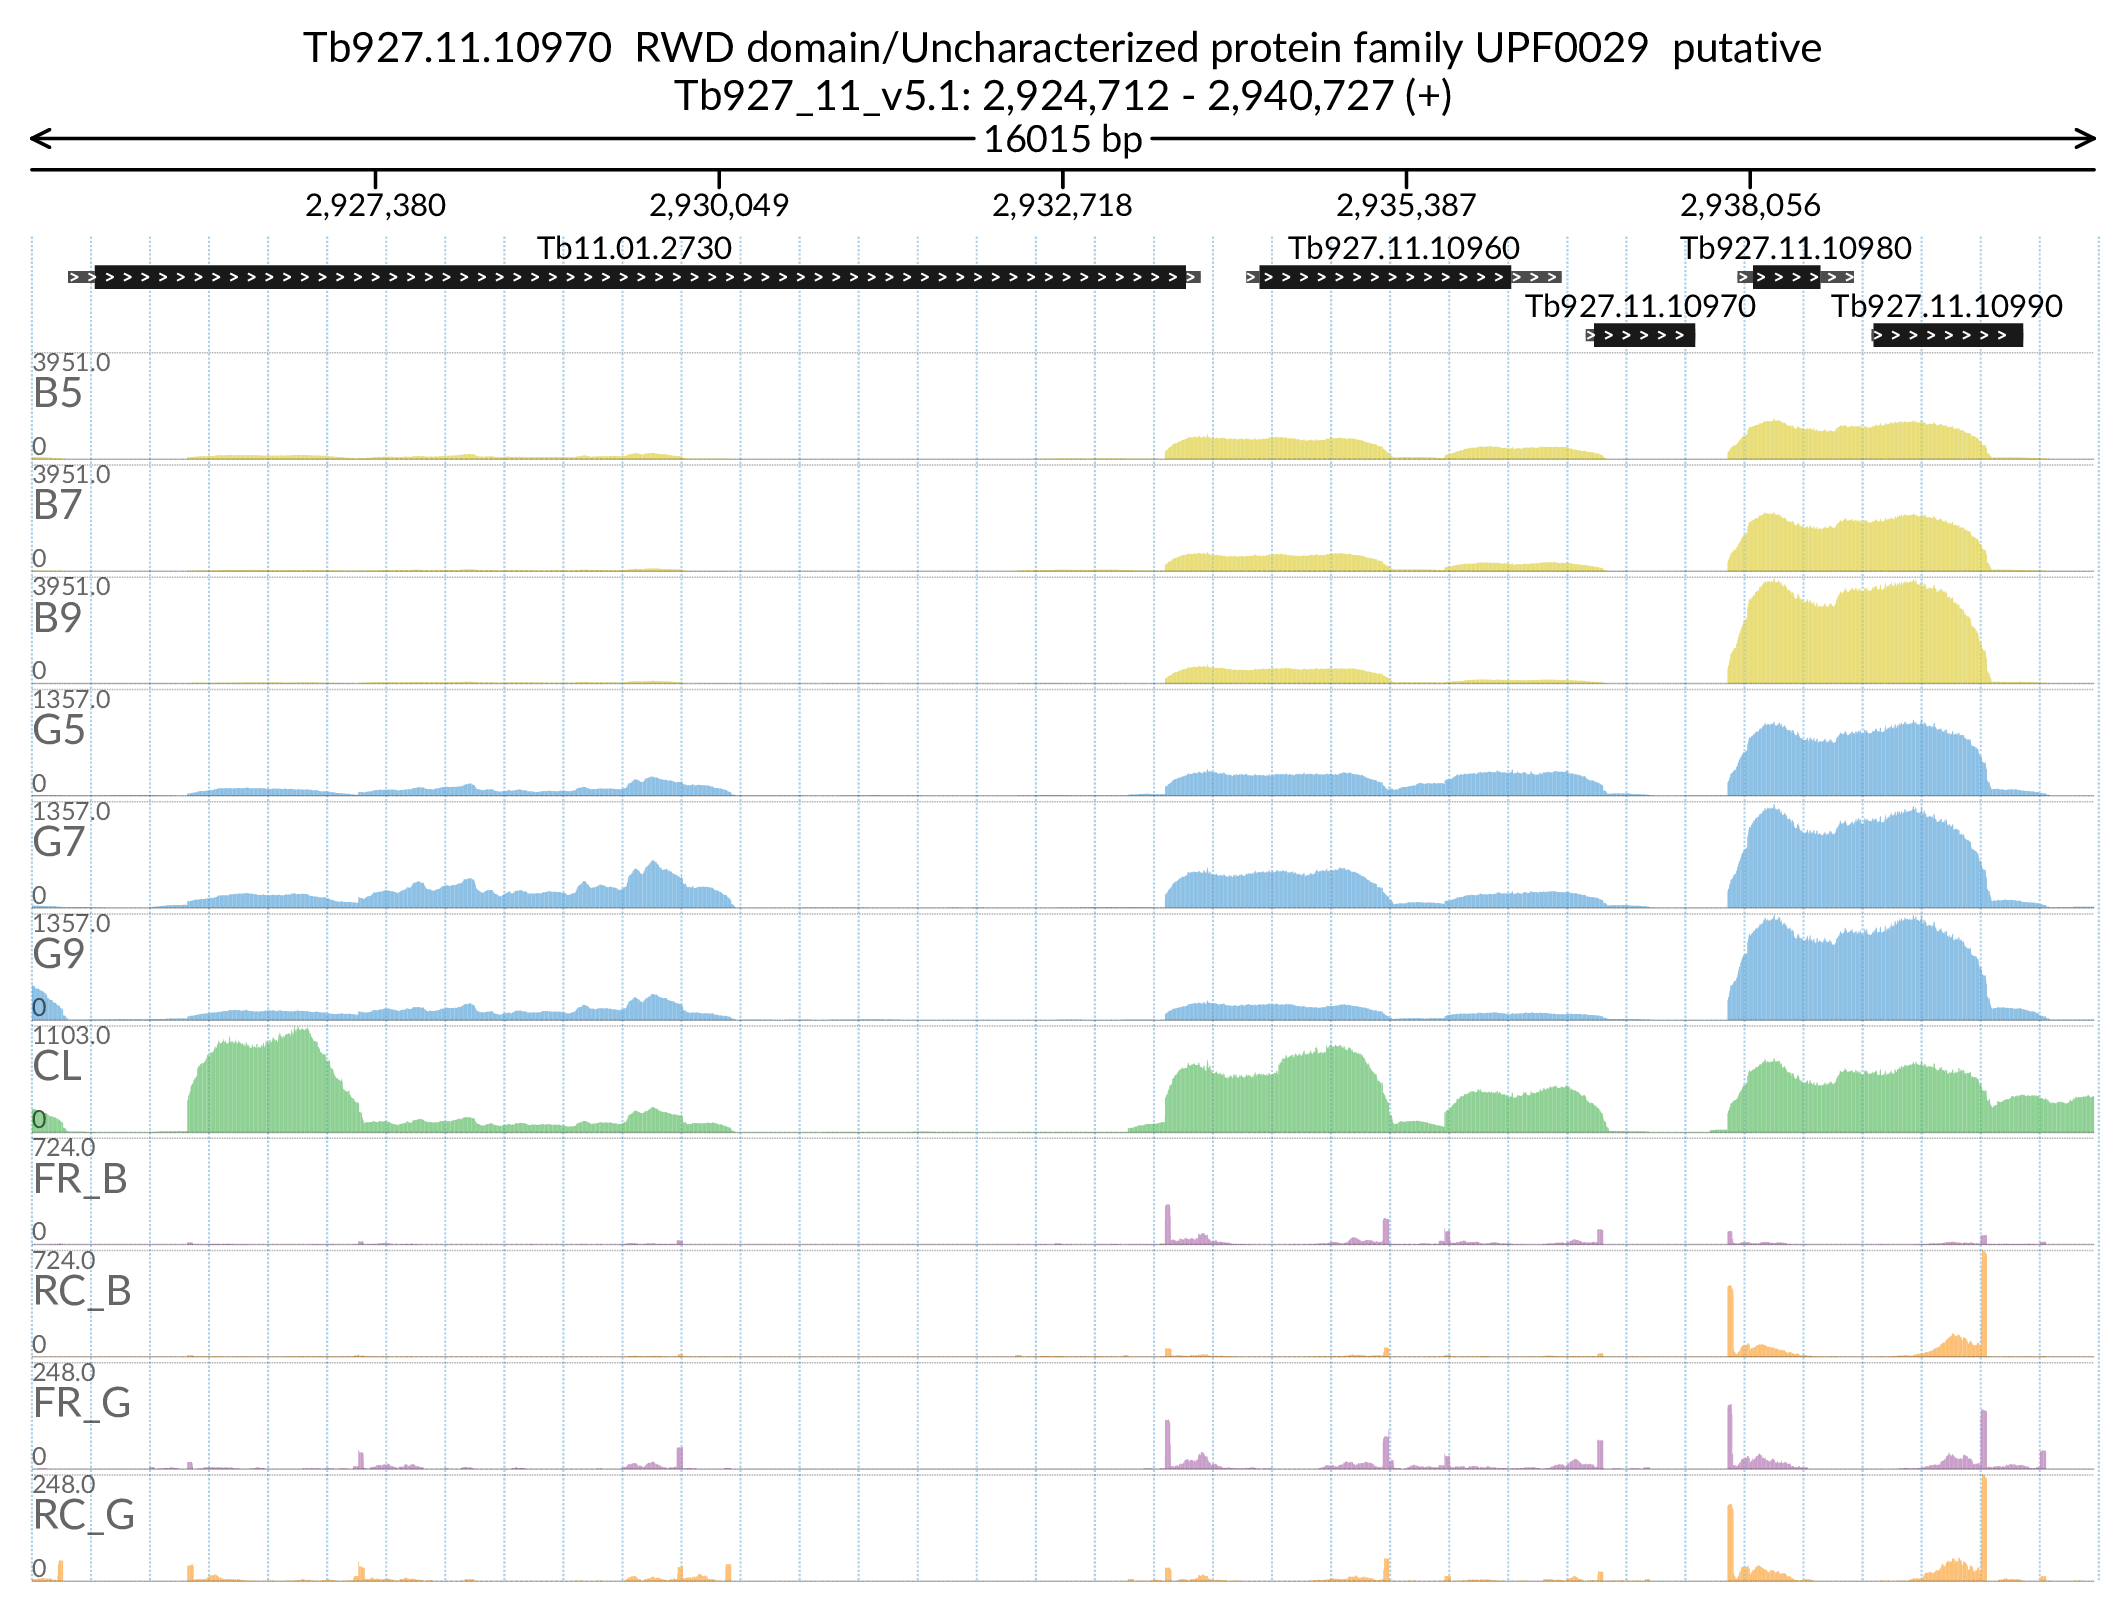 Tb927.11.10970  RWD domain/Uncharacterized protein family UPF0029  putative
Tb927_11_v5.1: 2,924,712 - 2,940,727 (+)
16015 bp
2,927,380 2,930,049 2,932,718 2,935,387 2,938,056
Tb11.01.2730 Tb927.11.10960 Tb927.11.10980
Tb927.11.10970 Tb927.11.10990
3951.0
B5
0
3951.0
B7
0
3951.0
B9
0
1357.0
G5
0
1357.0
G7
0
1357.0
G9
0
1103.0
CL
0
724.0
FR_B
0
724.0
RC_B
0
248.0
FR_G
0
248.0
RC_G
0